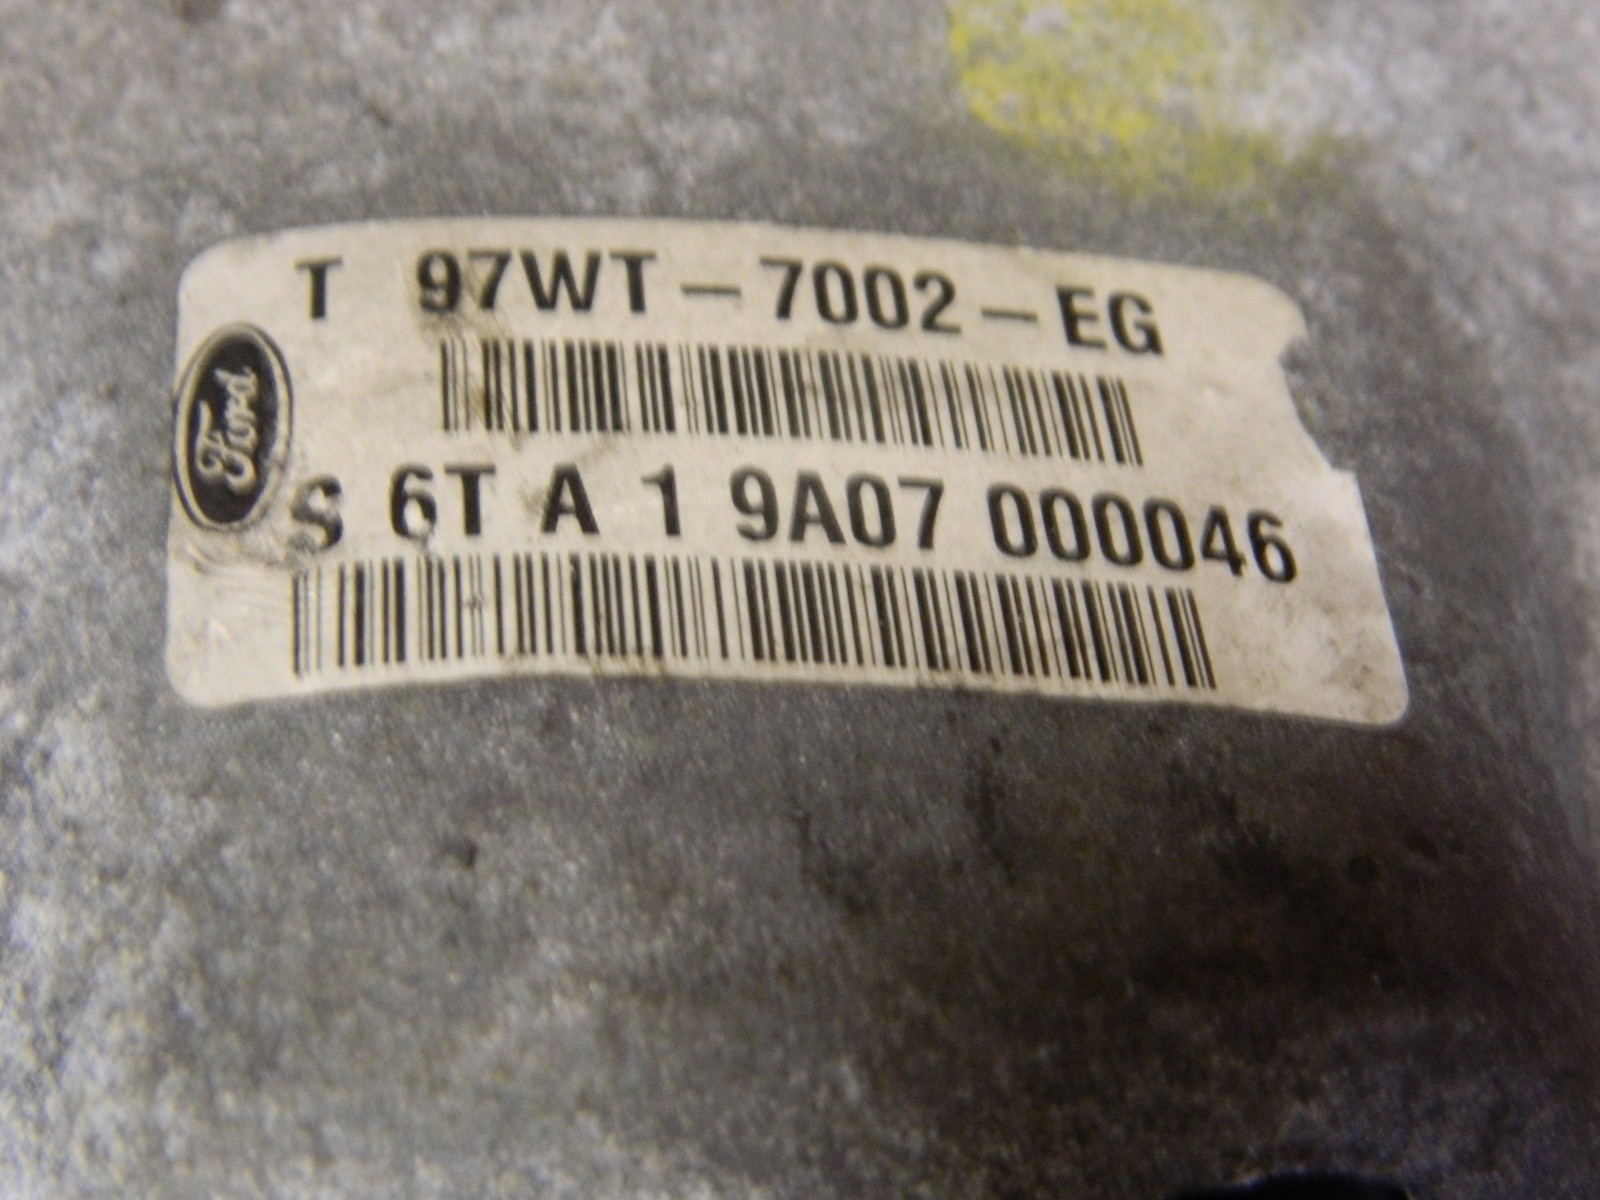 T 97WT-7002-EG
Ford
S 6T A 1 9A07 000046